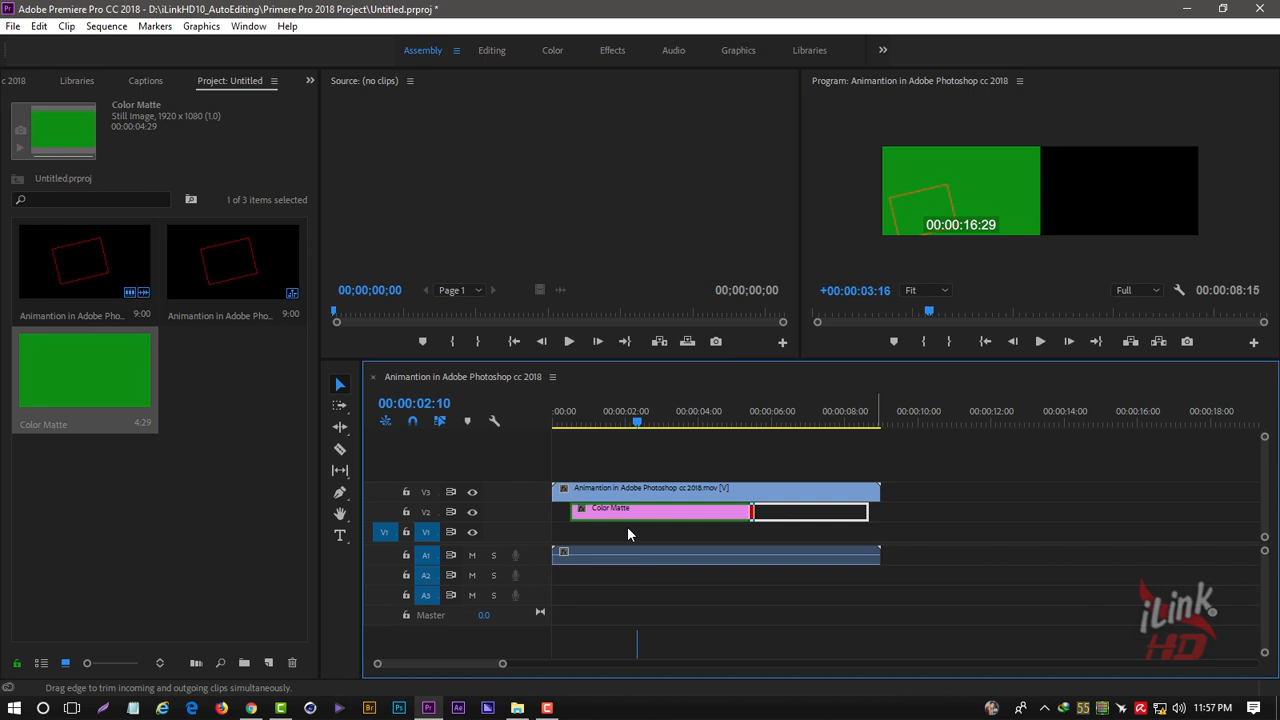 Adobe Premiere Pro CC 2018 - D:\iLinkHD10_AutoEditing\Primere Pro 2018 Project\Untitled.prproj *
File Edit Clip Sequence Markers Graphics Window Help
Assembly Editing Color Effects Audio Graphics Libraries
c 2018 Libraries Captions Project: Untitled
Source: (no clips)
Program: Animantion in Adobe Photoshop cc 2018
Color Matte
Still Image, 1920 x 1080 (1.0)
00:00:04:29
Untitled.prproj
1 of 3 items selected
00:00:16:29
Animantion in Adobe Pho... 9:00
Animantion in Adobe Pho... 9:00
Color Matte 4:29
00;00;00;00 Page 1 00;00;00;00
+00:00:03:16 Fit Full 00:00:08:15
Animantion in Adobe Photoshop cc 2018
00:00:02:10
:00:00 00:00:02:00 00:00:04:00 00:00:06:00 00:00:08:00 00:00:10:00 00:00:12:00 00:00:14:00 00:00:16:00 00:00:18:00
V3 Animantion in Adobe Photoshop cc 2018.mov [V]
V2 Color Matte
V1 V1
A1 M S
A2 M S
A3 M S
Master 0.0
iLink
HD
Drag edge to trim incoming and outgoing clips simultaneously.
Br Ps Pr Ae 55 11:57 PM